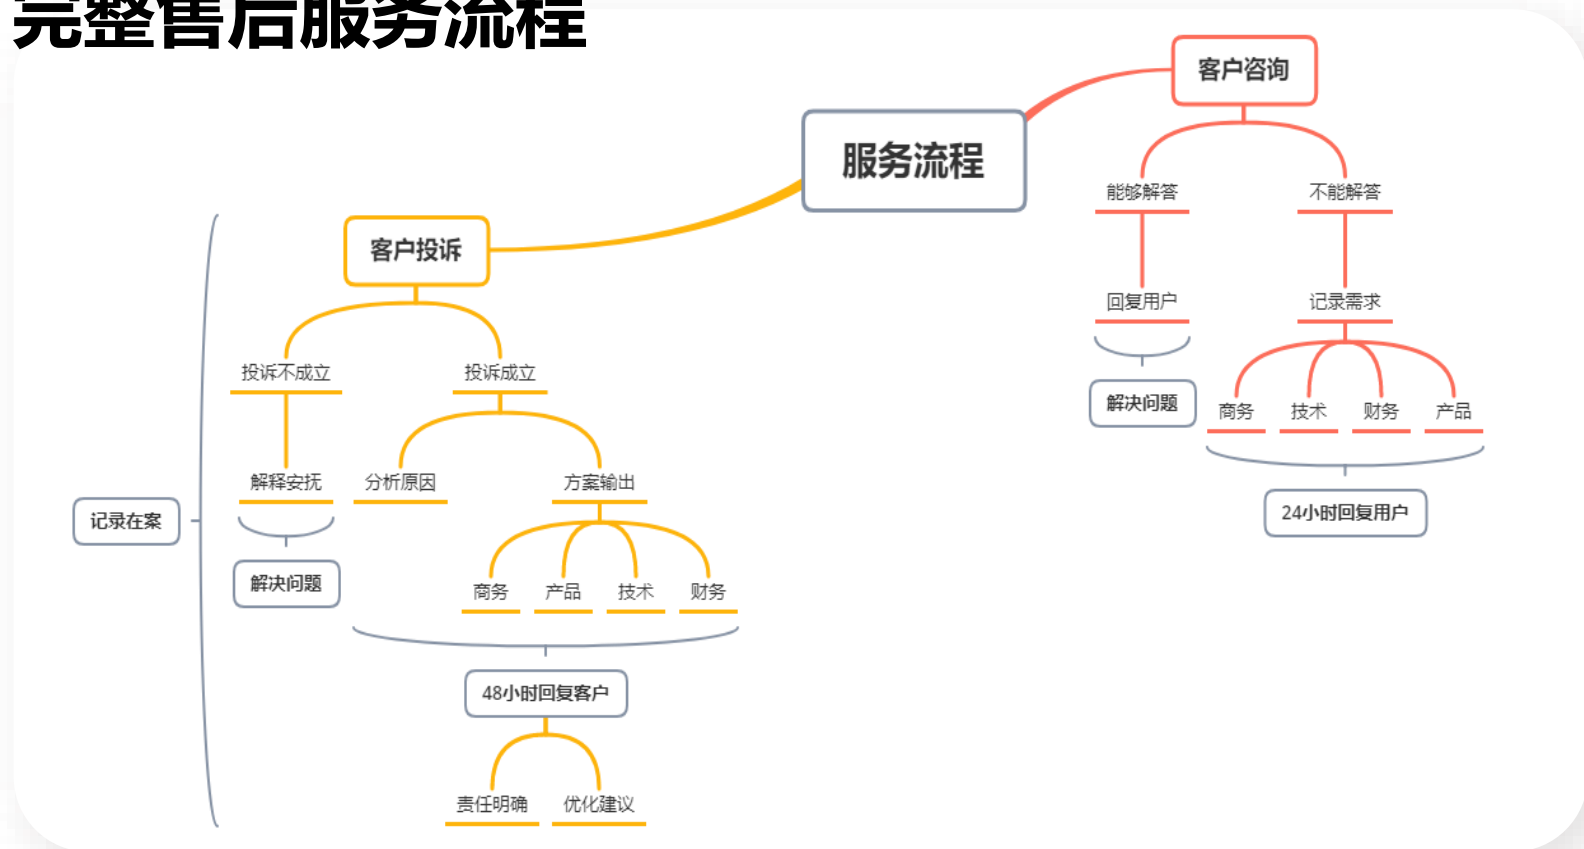 完整售后服务流程
服务流程
客户咨询
能够解答
不能解答
回复用户
记录需求
解决问题
商务
技术
财务
产品
24小时回复用户
客户投诉
投诉不成立
投诉成立
解释安抚
分析原因
方案输出
记录在案
解决问题
商务
产品
技术
财务
48小时回复客户
责任明确
优化建议